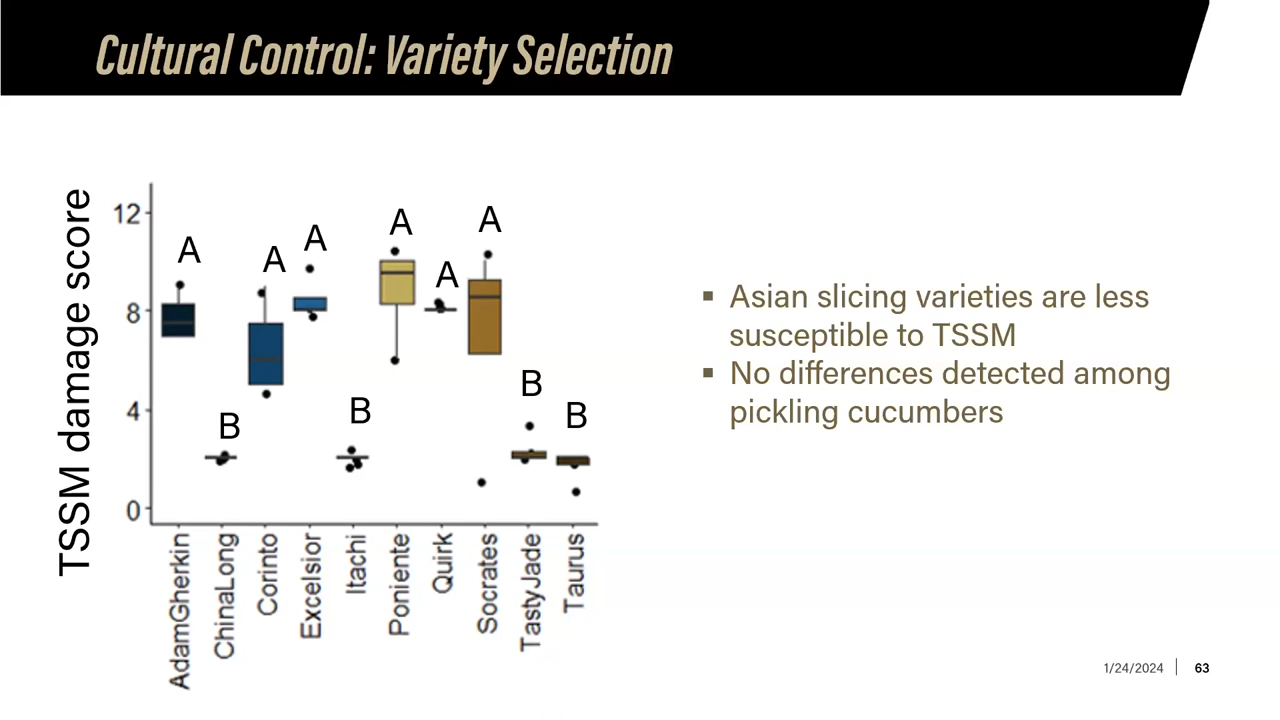 Cultural Control: Variety Selection
TSSM damage score
12
8
4
0
A
B
A
A
B
A
A
A
B
B
AdamGherkin
ChinaLong
Corinto
Excelsior
Itachi
Poniente
Quirk
Socrates
TastyJade
Taurus
▪ Asian slicing varieties are less
susceptible to TSSM
▪ No differences detected among
pickling cucumbers
1/24/2024 | 63